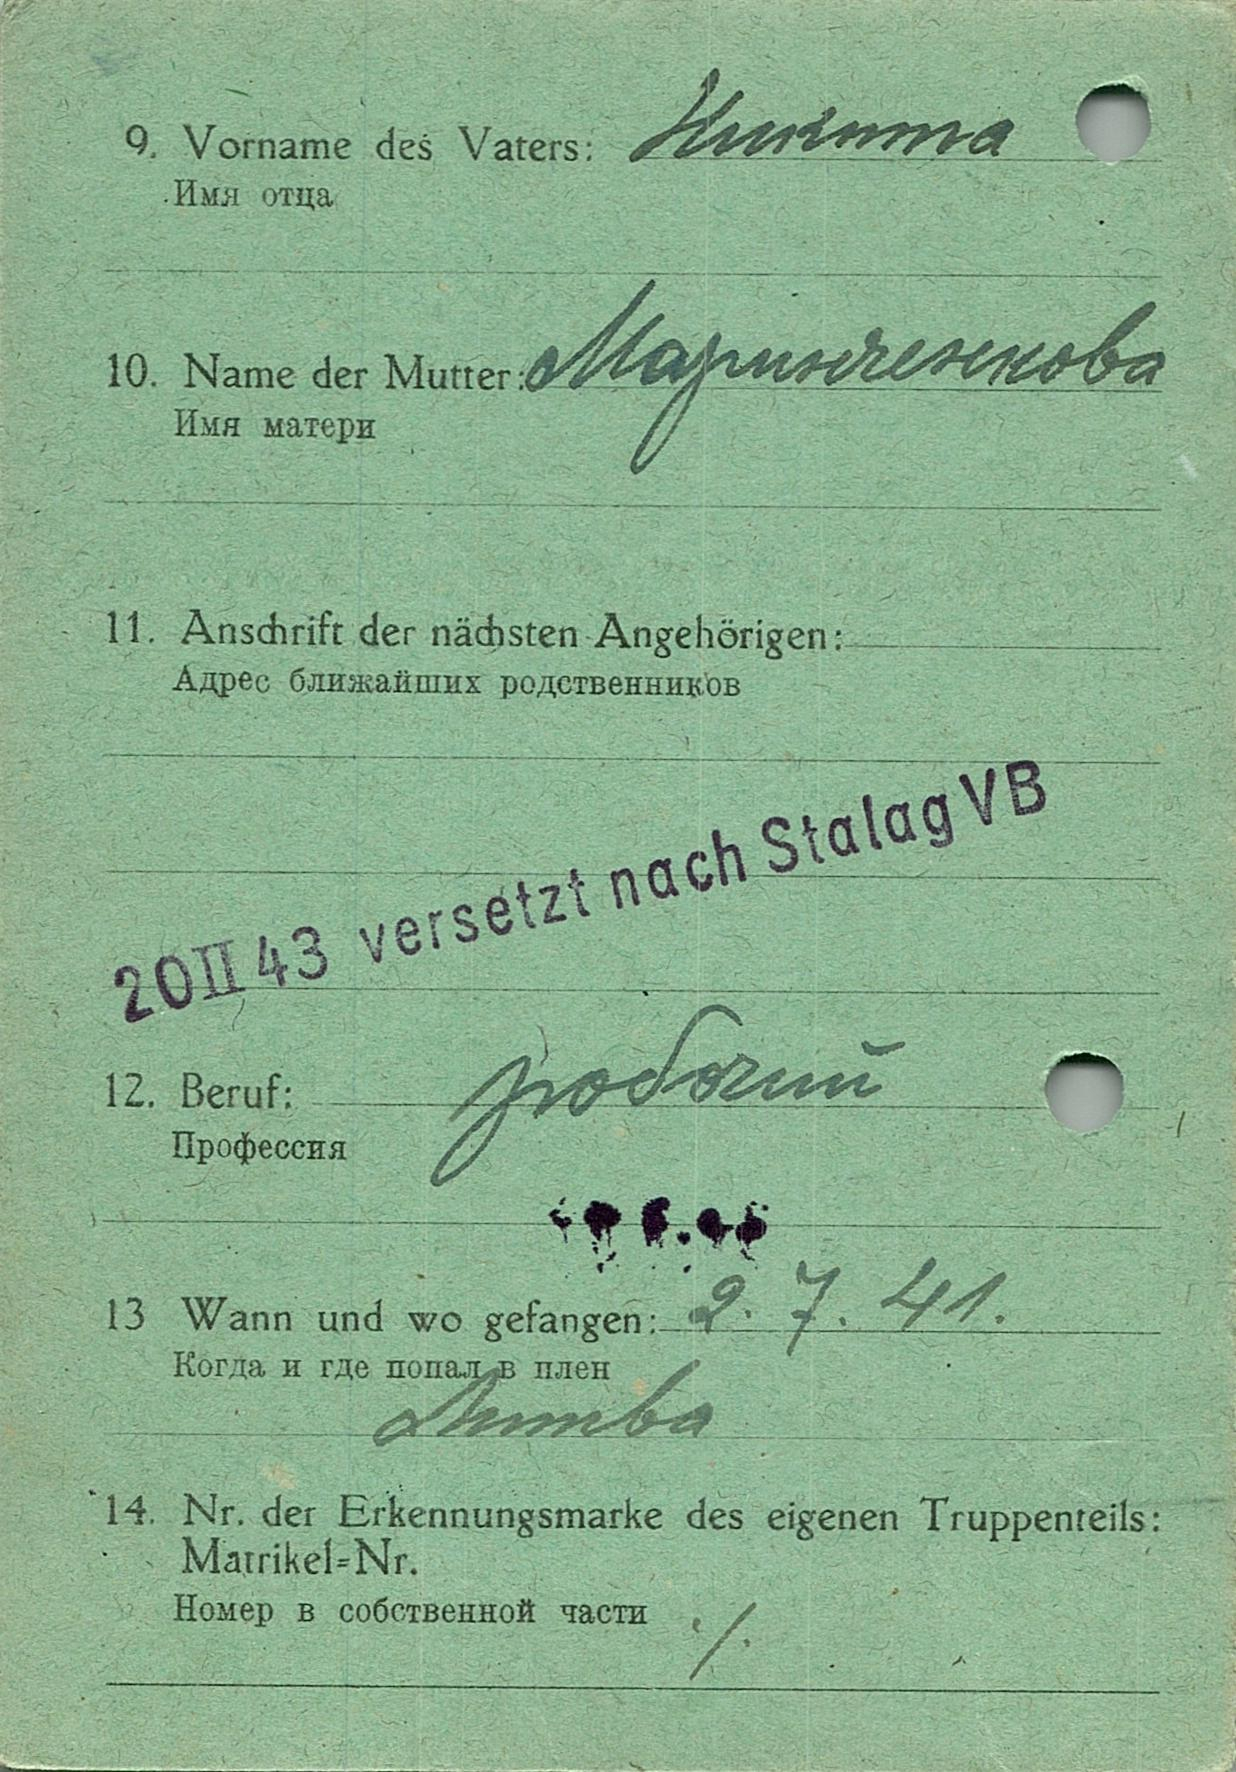 9. Vorname des Vaters: Никита
Имя отца
10. Name der Mutter: Маринченкова
Имя матери
11. Anschrift der nächsten Angehörigen:
Адрес ближайших родственников
20 II 43 versetzt nach Stalag VB
12. Beruf: рабочий
Профессия
13 Wann und wo gefangen: 2. 7. 41.
Когда и где попал в плен
Литва
14. Nr. der Erkennungsmarke des eigenen Truppenteils:
Matrikel=Nr.
Номер в собственной части ./.